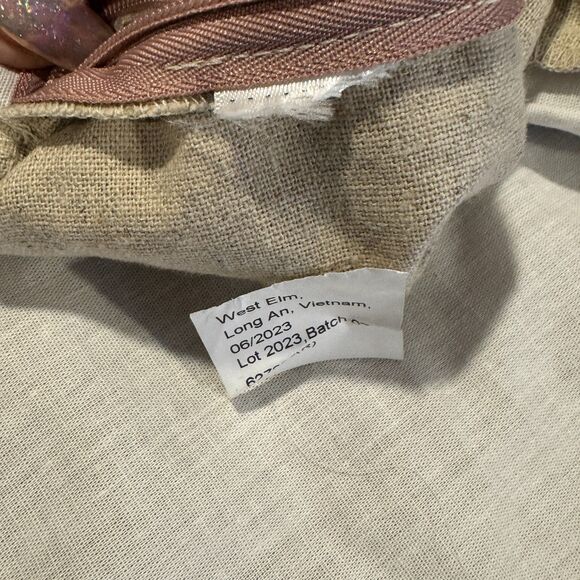 West Elm,
Long An, Vietnam,
06/2023
Lot 2023, Batch